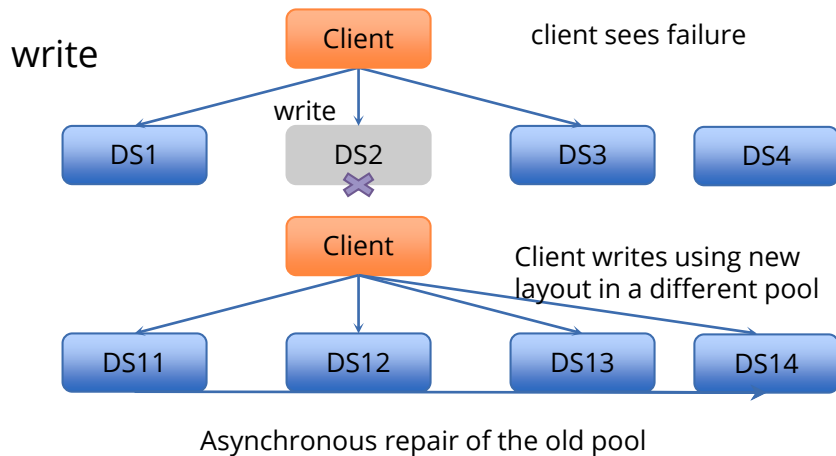 Client
client sees failure
write
write
DS1
DS2
DS3
DS4
Client
Client writes using new
layout in a different pool
DS11
DS12
DS13
DS14
Asynchronous repair of the old pool